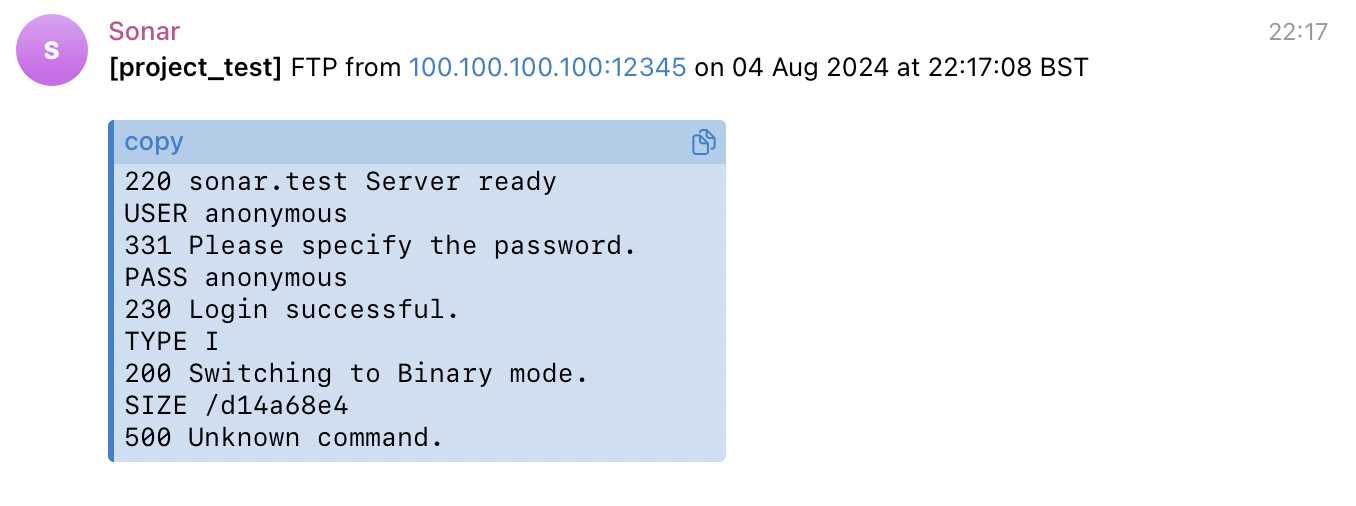 S
Sonar
22:17
[project_test] FTP from 100.100.100.100:12345 on 04 Aug 2024 at 22:17:08 BST
copy
220 sonar.test Server ready
USER anonymous
331 Please specify the password.
PASS anonymous
230 Login successful.
TYPE I
200 Switching to Binary mode.
SIZE /d14a68e4
500 Unknown command.